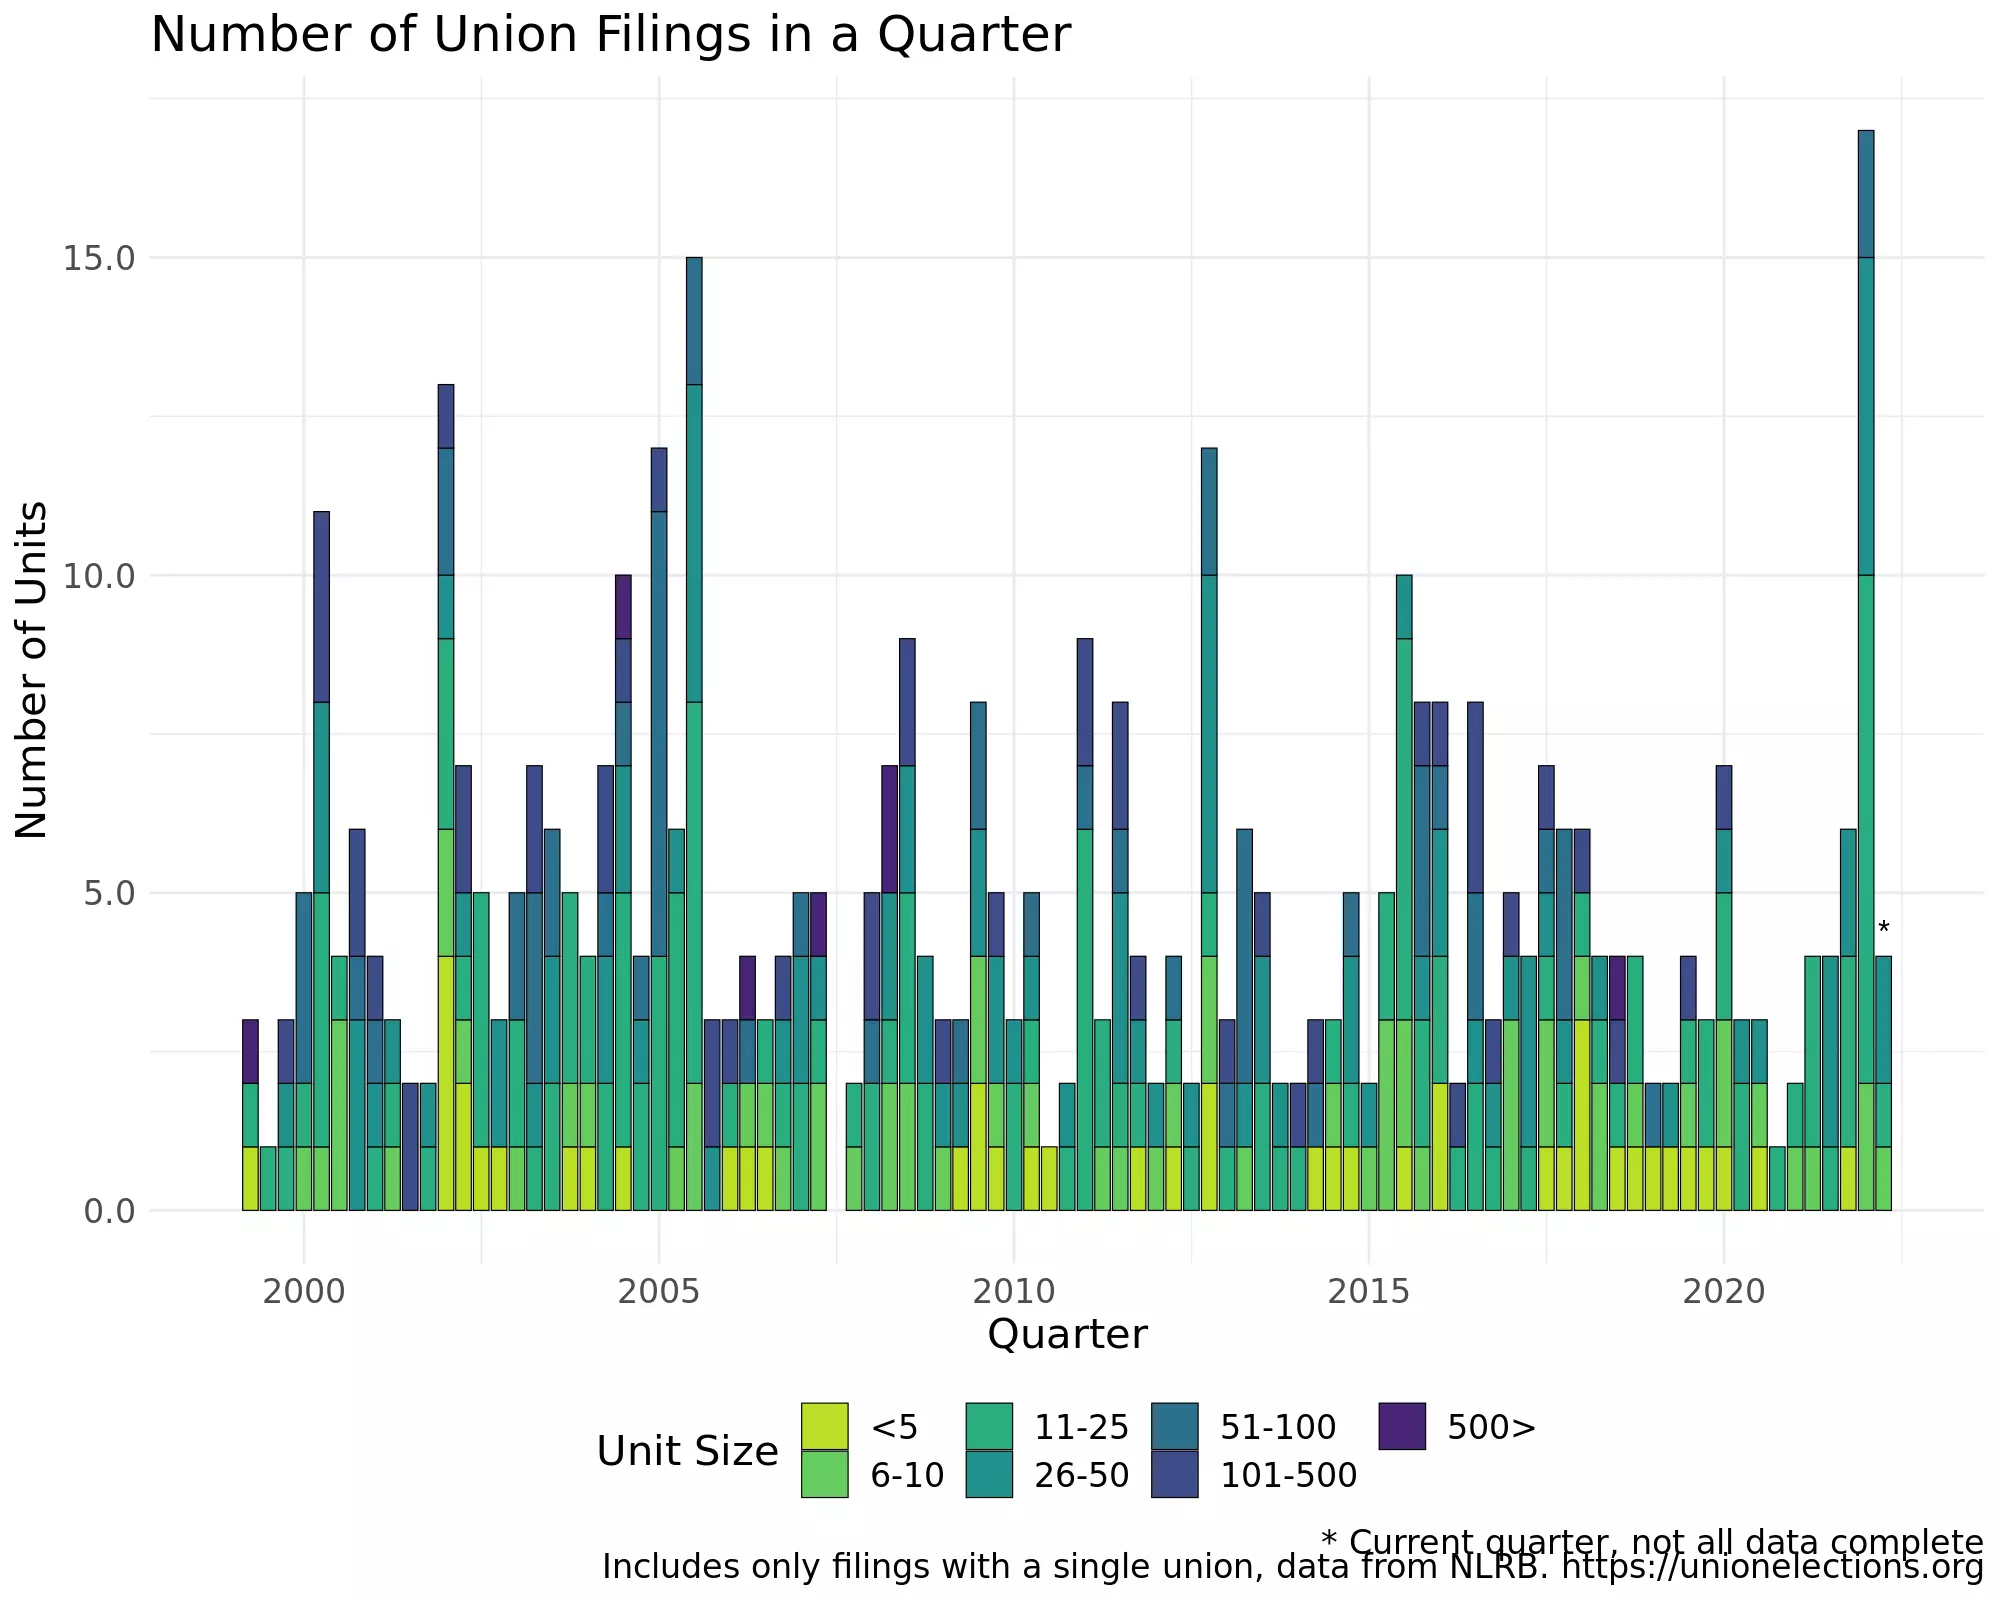 Number of Union Filings in a Quarter
Number of Units
15.0
10.0
5.0
0.0
*
2000 2005 2010 2015 2020
Quarter
Unit Size
<5 11-25 51-100 500>
6-10 26-50 101-500
* Current quarter, not all data complete
Includes only filings with a single union, data from NLRB. https://unionelections.org